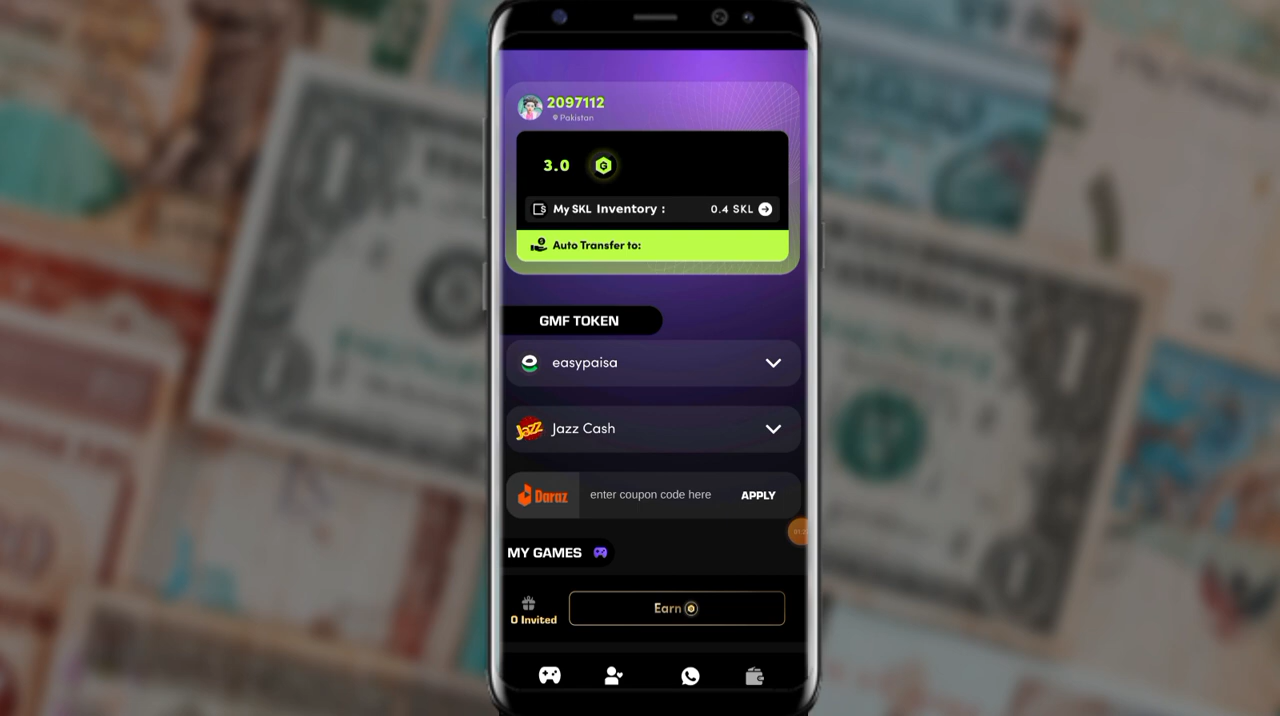 2097112
Pakistan
3.0
My SKL Inventory : 0.4 SKL
Auto Transfer to:
GMF TOKEN
easypaisa
Jazz Jazz Cash
Daraz enter coupon code here APPLY
MY GAMES
Earn
0 Invited